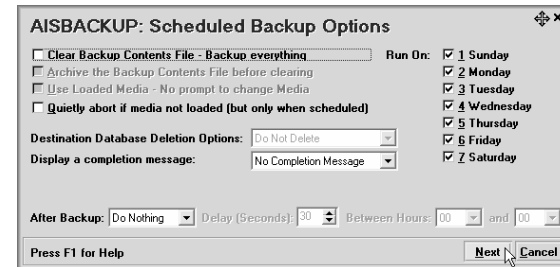 AISBACKUP: Scheduled Backup Options
Clear Backup Contents File - Backup everything
Archive the Backup Contents File before clearing
Use Loaded Media - No prompt to change Media
Quietly abort if media not loaded (but only when scheduled)
Run On:
1 Sunday
2 Monday
3 Tuesday
4 Wednesday
5 Thursday
6 Friday
7 Saturday
Destination Database Deletion Options: Do Not Delete
Display a completion message: No Completion Message
After Backup: Do Nothing Delay (Seconds): 30 Between Hours: 00 and 00
Press F1 for Help Next Cancel